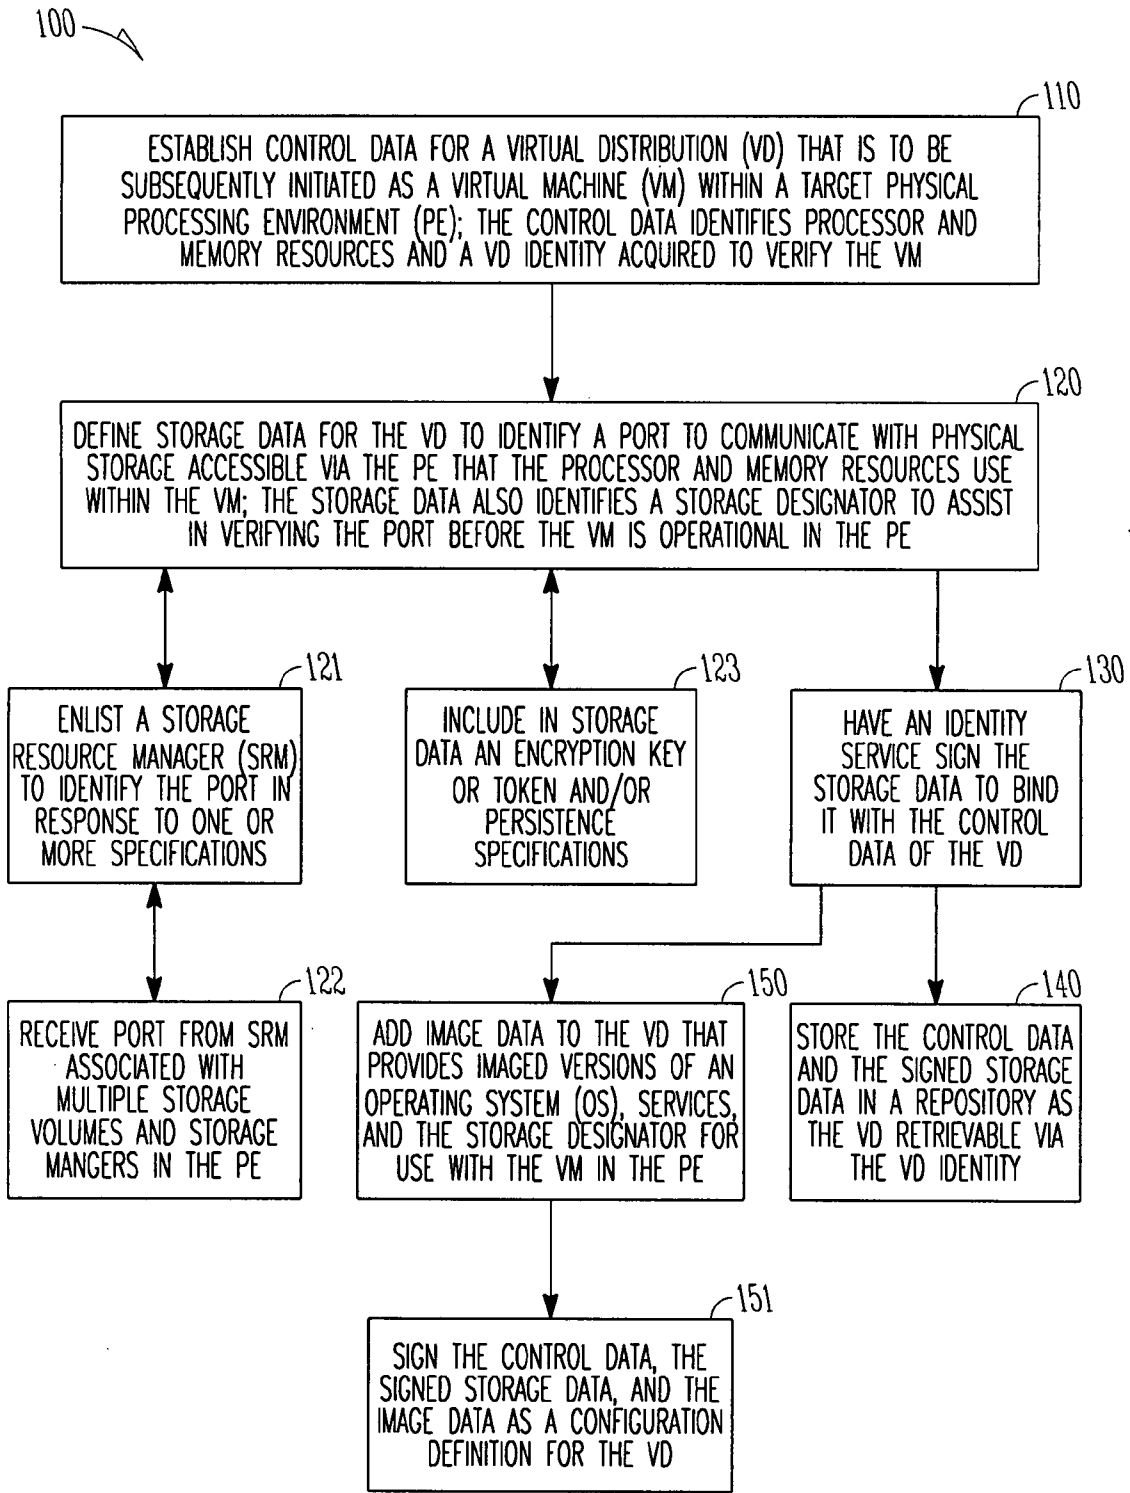 100
110
ESTABLISH CONTROL DATA FOR A VIRTUAL DISTRIBUTION (VD) THAT IS TO BE
SUBSEQUENTLY INITIATED AS A VIRTUAL MACHINE (VM) WITHIN A TARGET PHYSICAL
PROCESSING ENVIRONMENT (PE); THE CONTROL DATA IDENTIFIES PROCESSOR AND
MEMORY RESOURCES AND A VD IDENTITY ACQUIRED TO VERIFY THE VM
120
DEFINE STORAGE DATA FOR THE VD TO IDENTIFY A PORT TO COMMUNICATE WITH PHYSICAL
STORAGE ACCESSIBLE VIA THE PE THAT THE PROCESSOR AND MEMORY RESOURCES USE
WITHIN THE VM; THE STORAGE DATA ALSO IDENTIFIES A STORAGE DESIGNATOR TO ASSIST
IN VERIFYING THE PORT BEFORE THE VM IS OPERATIONAL IN THE PE
121
ENLIST A STORAGE
RESOURCE MANAGER (SRM)
TO IDENTIFY THE PORT IN
RESPONSE TO ONE OR
MORE SPECIFICATIONS
123
INCLUDE IN STORAGE
DATA AN ENCRYPTION KEY
OR TOKEN AND/OR
PERSISTENCE
SPECIFICATIONS
130
HAVE AN IDENTITY
SERVICE SIGN THE
STORAGE DATA TO BIND
IT WITH THE CONTROL
DATA OF THE VD
122
RECEIVE PORT FROM SRM
ASSOCIATED WITH
MULTIPLE STORAGE
VOLUMES AND STORAGE
MANGERS IN THE PE
150
ADD IMAGE DATA TO THE VD THAT
PROVIDES IMAGED VERSIONS OF AN
OPERATING SYSTEM (OS), SERVICES,
AND THE STORAGE DESIGNATOR FOR
USE WITH THE VM IN THE PE
140
STORE THE CONTROL DATA
AND THE SIGNED STORAGE
DATA IN A REPOSITORY AS
THE VD RETRIEVABLE VIA
THE VD IDENTITY
151
SIGN THE CONTROL DATA, THE
SIGNED STORAGE DATA, AND THE
IMAGE DATA AS A CONFIGURATION
DEFINITION FOR THE VD